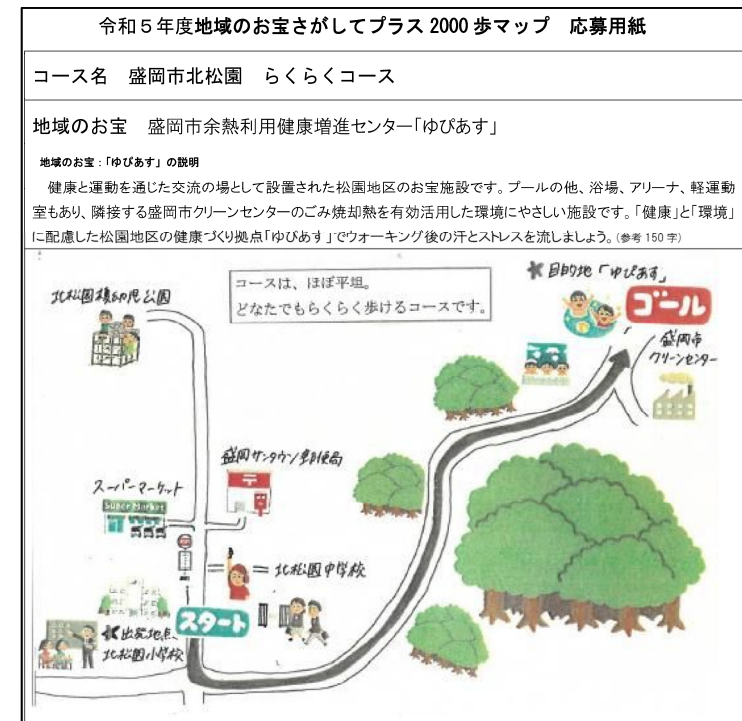 令和５年度地域のお宝さがしてプラス 2000 歩マップ　応募用紙
コース名　盛岡市北松園　らくらくコース
地域のお宝　盛岡市余熱利用健康増進センター「ゆぴあす」
地域のお宝：「ゆぴあす」の説明
健康と運動を通じた交流の場として設置された松園地区のお宝施設です。プールの他、浴場、アリーナ、軽運動
室もあり、隣接する盛岡市クリーンセンターのごみ焼却熱を有効活用した環境にやさしい施設です。「健康」と「環境」
に配慮した松園地区の健康づくり拠点「ゆぴあす」でウォーキング後の汗とストレスを流しましょう。(参考 150 字)
コースは、ほぼ平坦。
どなたでもらくらく歩けるコースです。
目的地「ゆぴあす」
ゴール
盛岡市
クリーンセンター
北松園
児公園
盛岡サンタウン郵便局
スーパーマーケット
Super Market
北松園中学校
スタート
出発地点、
北松園小学校